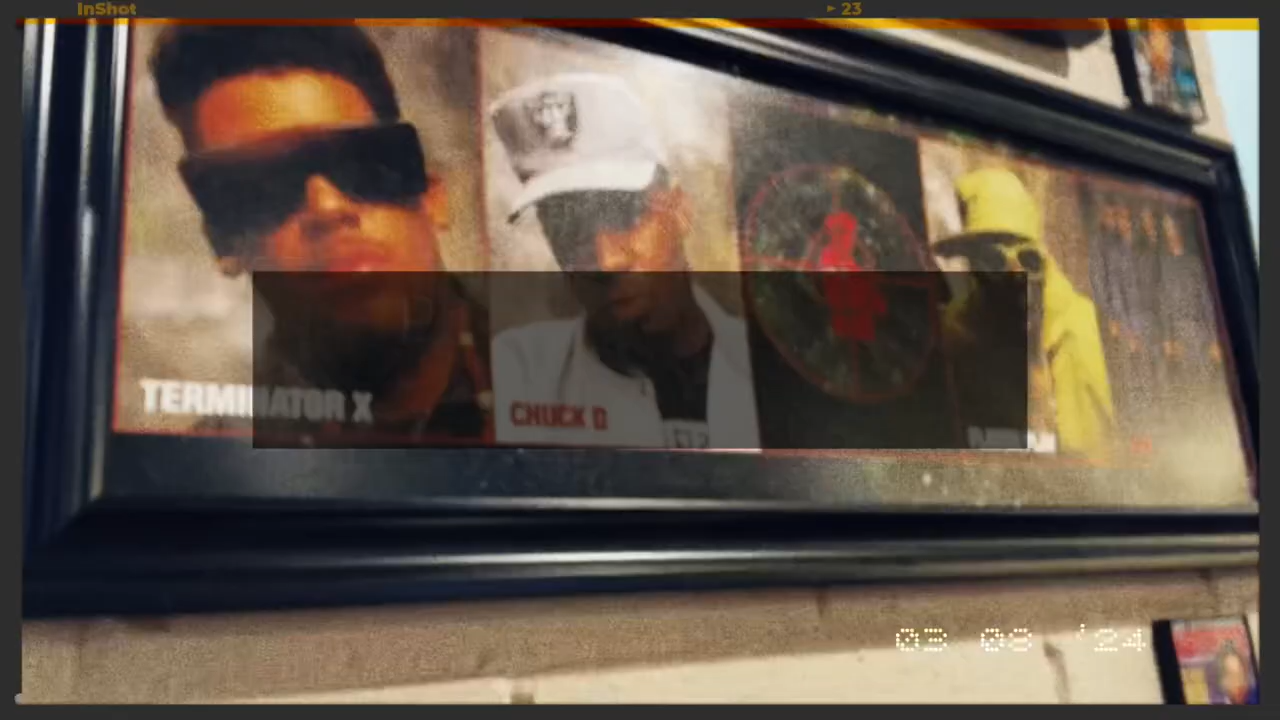 InShot
23
TERMINATOR X
CHUCK D
03 08 '24